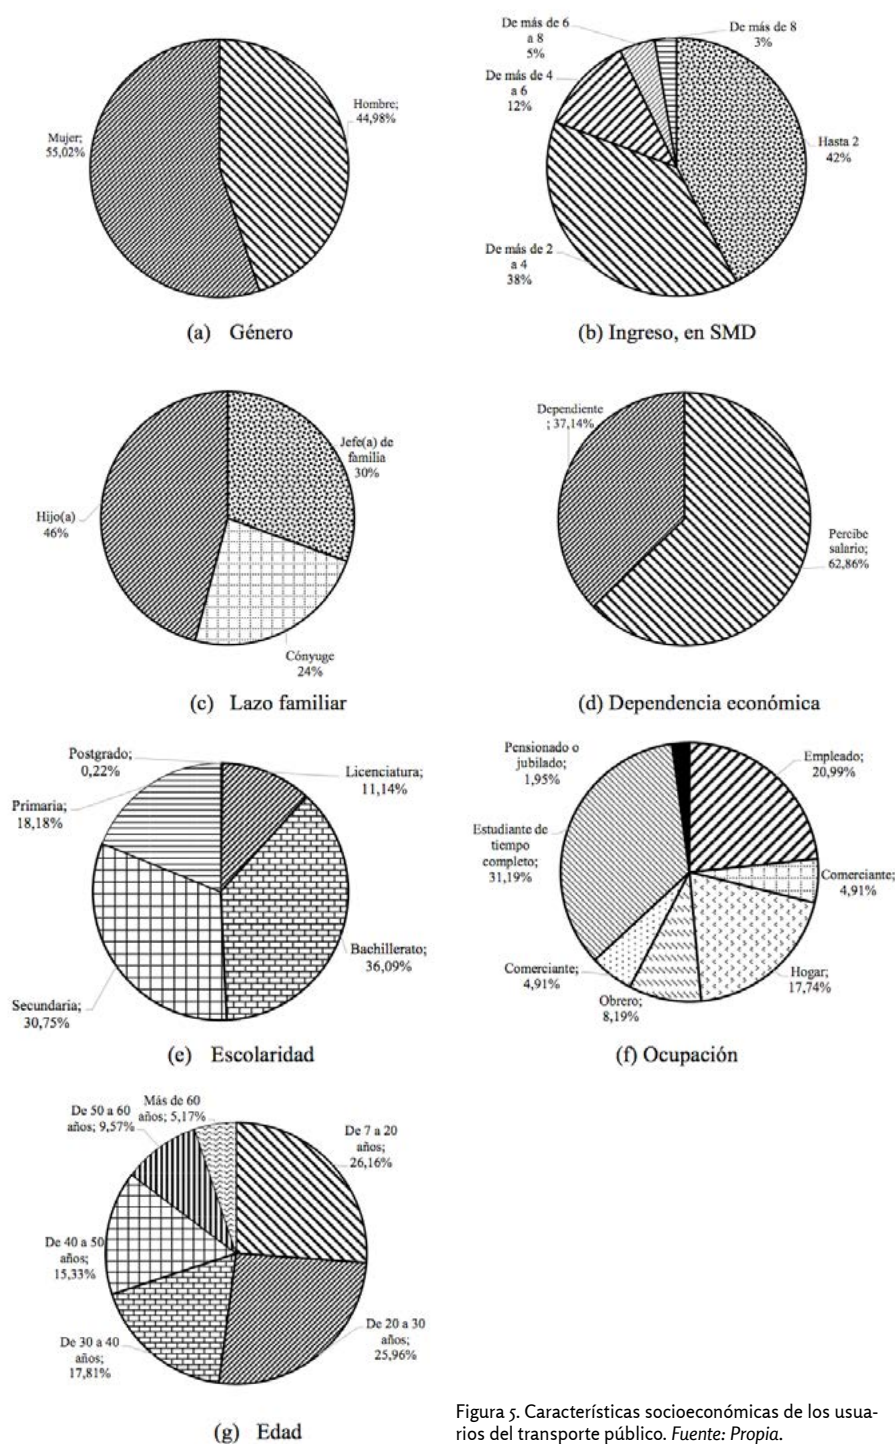 Mujer;
55,02%
Hombre;
44,98%
(a) Género
De más de 6
a 8
5%
De más de 8
3%
De más de 4
a 6
12%
Hasta 2
42%
De más de 2
a 4
38%
(b) Ingreso, en SMD
Jefe(a) de
familia
30%
Hijo(a)
46%
Cónyuge
24%
(c) Lazo familiar
Dependiente
; 37,14%
Percibe
salario;
62,86%
(d) Dependencia económica
Postgrado;
0,22%
Licenciatura;
11,14%
Primaria;
18,18%
Bachillerato;
36,09%
Secundaria;
30,75%
(e) Escolaridad
Pensionado o
jubilado;
1,95%
Empleado;
20,99%
Estudiante de
tiempo
completo;
31,19%
Comerciante;
4,91%
Comerciante;
4,91%
Obrero;
8,19%
Hogar;
17,74%
(f) Ocupación
De 50 a 60
años; 9,57%
Más de 60
años; 5,17%
De 7 a 20
años;
26,16%
De 40 a 50
años;
15,33%
De 30 a 40
años;
17,81%
De 20 a 30
años;
25,96%
(g) Edad
Figura 5. Características socioeconómicas de los usua-
rios del transporte público. Fuente: Propia.